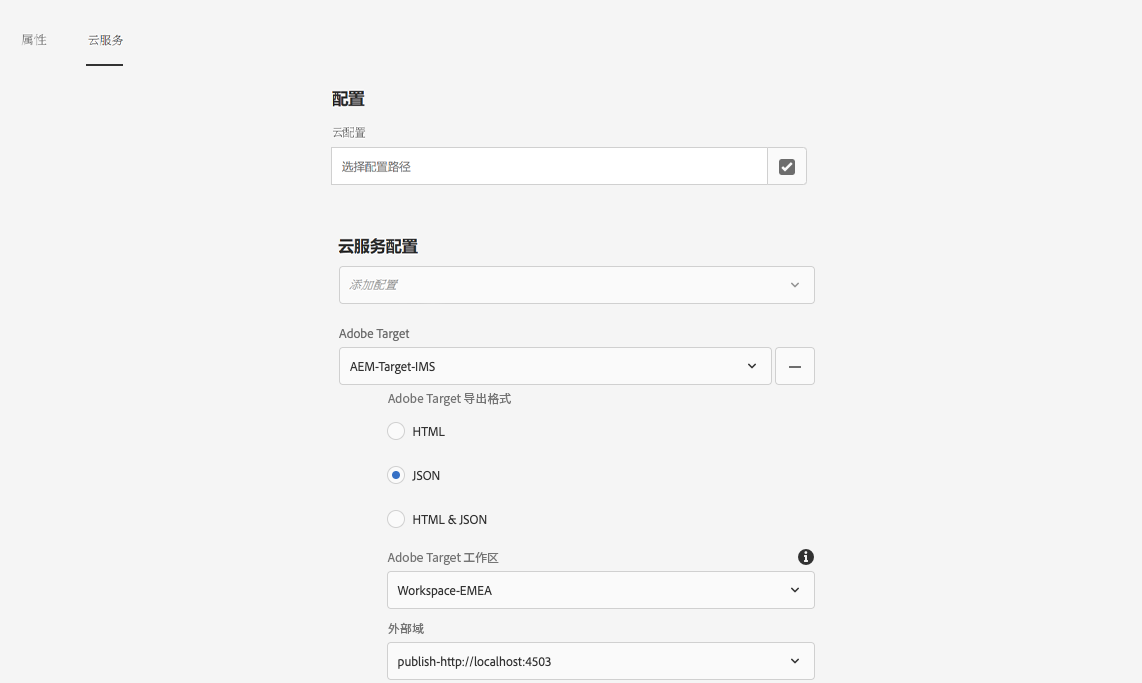 属性
云服务
配置
云配置
选择配置路径
云服务配置
添加配置
Adobe Target
AEM-Target-IMS
Adobe Target 导出格式
HTML
JSON
HTML & JSON
Adobe Target 工作区
Workspace-EMEA
外部域
publish-http://localhost:4503